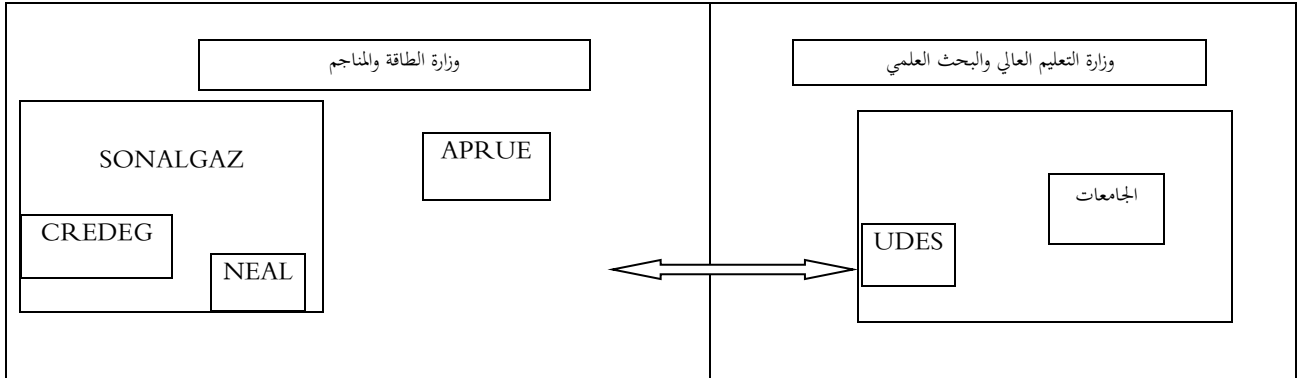 وزارة التعليم العالي والبحث العلمي
الجامعات
UDES
وزارة الطاقة والمناجم
APRUE
SONALGAZ
CREDEG
NEAL